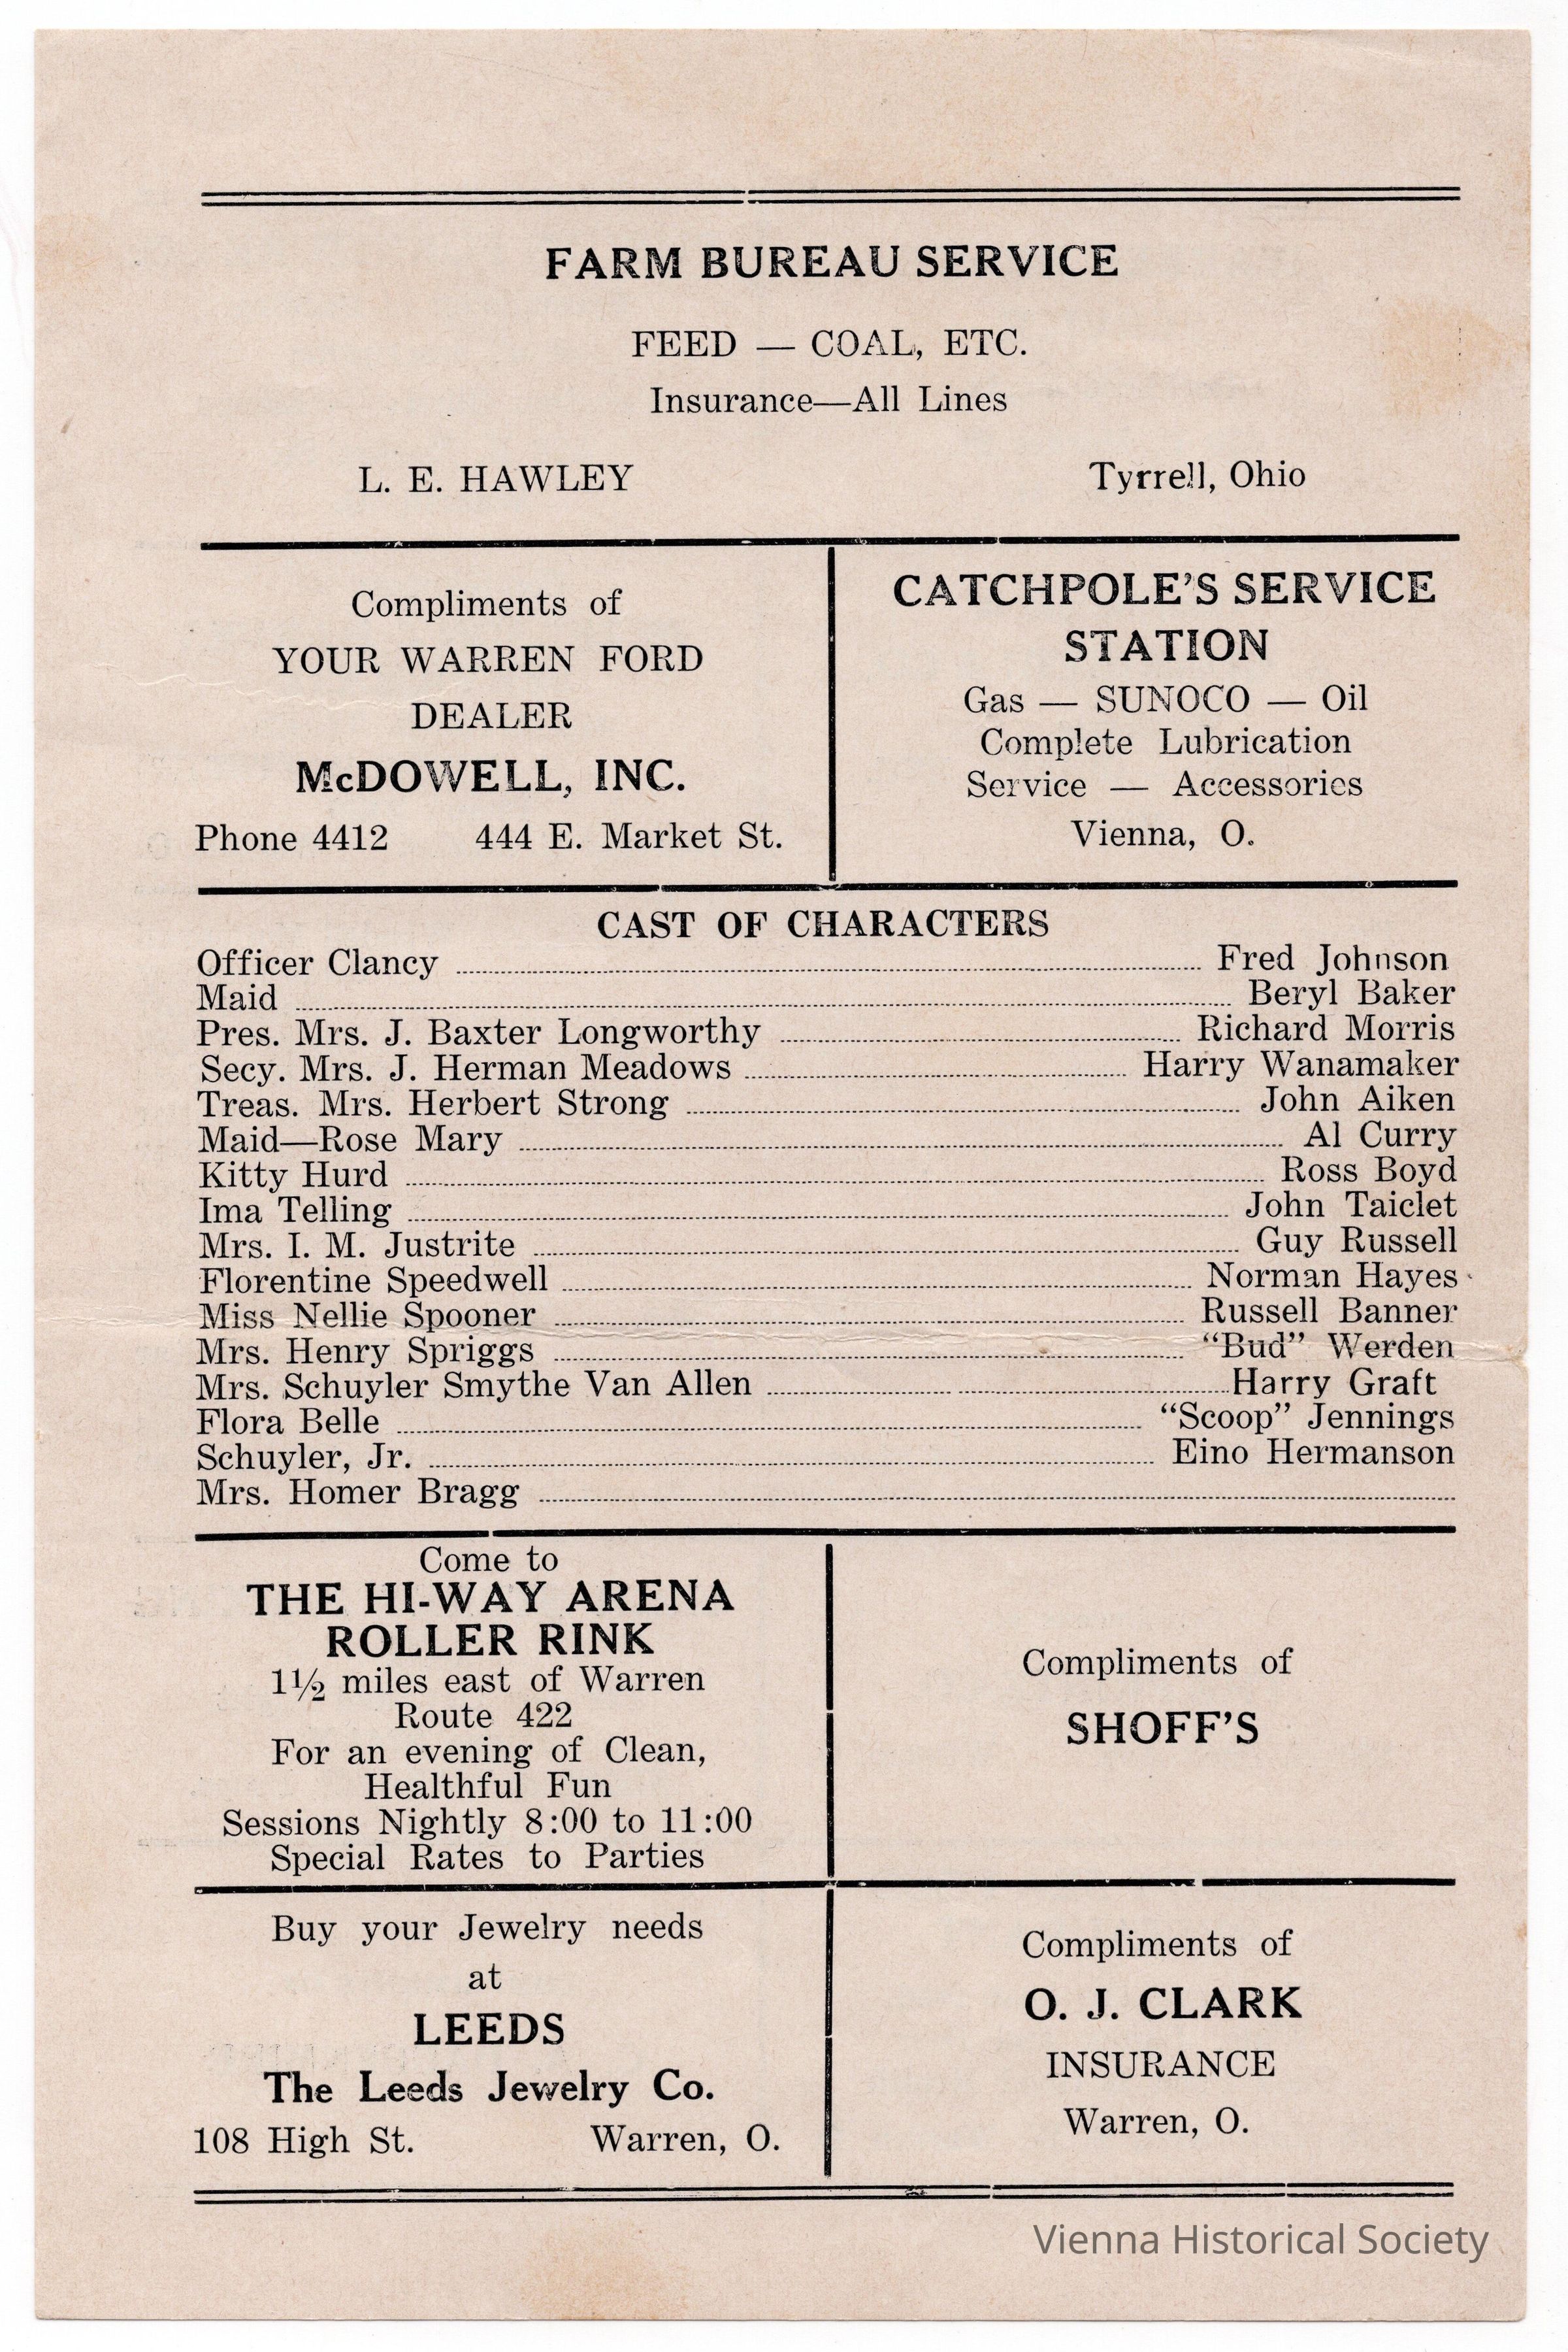 FARM BUREAU SERVICE
FEED — COAL, ETC.
Insurance—All Lines
L. E. HAWLEY Tyrrell, Ohio
Compliments of
YOUR WARREN FORD
DEALER
McDOWELL, INC.
Phone 4412 444 E. Market St.
CATCHPOLE'S SERVICE
STATION
Gas — SUNOCO — Oil
Complete Lubrication
Service — Accessories
Vienna, O.
CAST OF CHARACTERS
Officer Clancy ........ Fred Johnson
Maid ........ Beryl Baker
Pres. Mrs. J. Baxter Longworthy ........ Richard Morris
Secy. Mrs. J. Herman Meadows ........ Harry Wanamaker
Treas. Mrs. Herbert Strong ........ John Aiken
Maid—Rose Mary ........ Al Curry
Kitty Hurd ........ Ross Boyd
Ima Telling ........ John Taiclet
Mrs. I. M. Justrite ........ Guy Russell
Florentine Speedwell ........ Norman Hayes
Miss Nellie Spooner ........ Russell Banner
Mrs. Henry Spriggs ........ "Bud" Werden
Mrs. Schuyler Smythe Van Allen ........ Harry Graft
Flora Belle ........ "Scoop" Jennings
Schuyler, Jr. ........ Eino Hermanson
Mrs. Homer Bragg ........
Come to
THE HI-WAY ARENA
ROLLER RINK
1½ miles east of Warren
Route 422
For an evening of Clean,
Healthful Fun
Sessions Nightly 8:00 to 11:00
Special Rates to Parties
Compliments of
SHOFF'S
Buy your Jewelry needs
at
LEEDS
The Leeds Jewelry Co.
108 High St. Warren, O.
Compliments of
O. J. CLARK
INSURANCE
Warren, O.
Vienna Historical Society